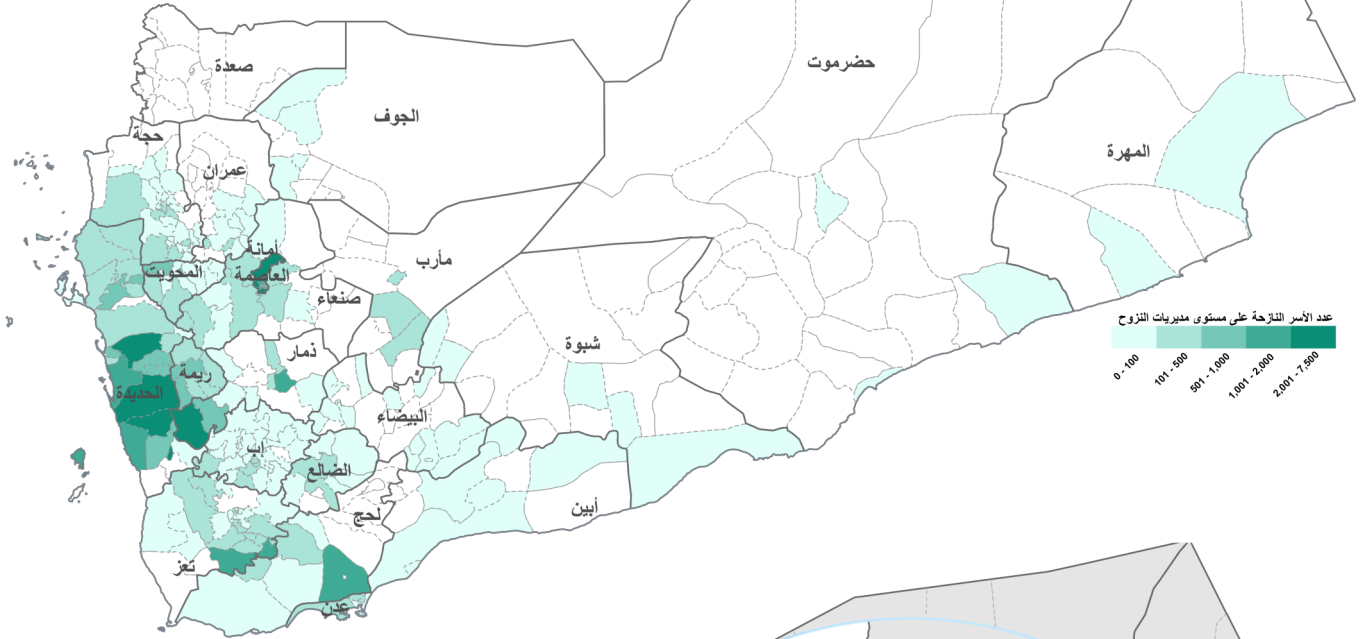 حضرموت
صعدة
الجوف
حجة
المهرة
عمران
أمانة
العاصمة
مأرب
المحويت
صنعاء
عدد الأسر النازحة على مستوى مديريات النزوح
0 - 100
101 - 500
501 - 1,000
1,001 - 2,000
2,001 - 7,500
شبوة
ذمار
ريمة
الحديدة
البيضاء
اب
الضالع
أبين
لحج
تعز
عدن